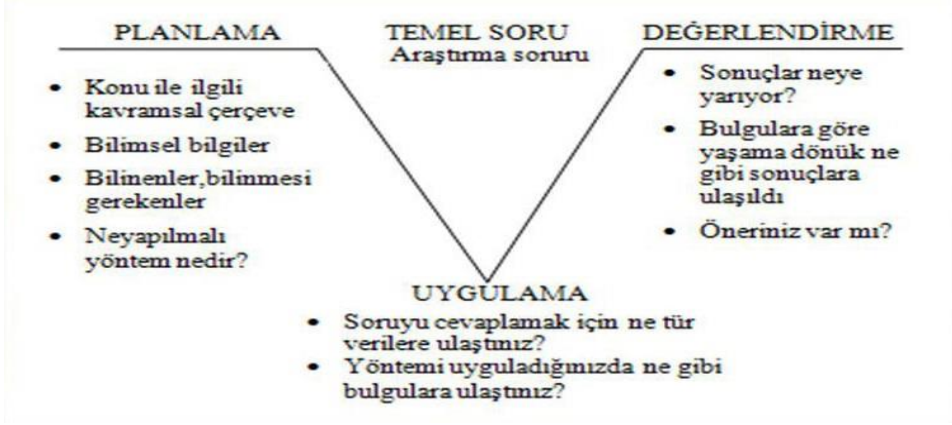 PLANLAMA
Konu ile ilgili
kavramsal çerçeve
Bilimsel bilgiler
Bilinenler,bilinmesi
gerekenler
Neyapılmalı
yöntem nedir?
TEMEL SORU
Araştırma soruru
DEĞERLENDİRME
Sonuçlar neye
yarıyor?
Bulgulara göre
yaşama dönük ne
gibi sonuçlara
ulaşıldı
Öneriniz var mı?
UYGULAMA
Soruyu cevaplamak için ne tür
verilere ulaştınız?
Yöntemi uyguladığınızda ne gibi
bulgulara ulaştınız?